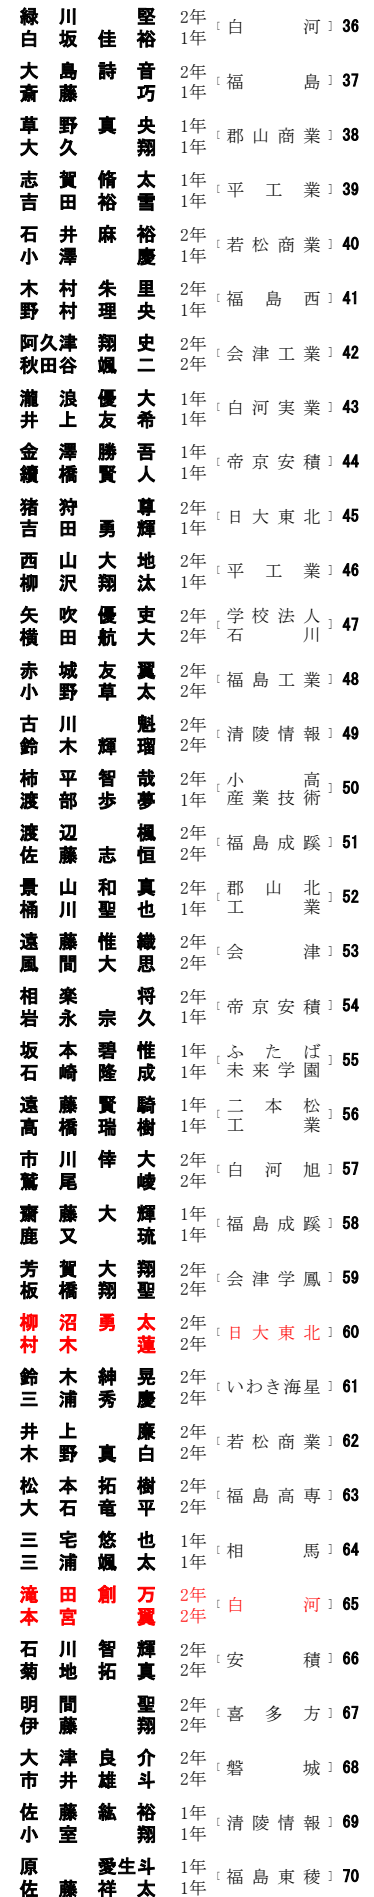 緑川 堅 2年 [白河] 36
白坂佳裕 1年
大島詩音 2年 [福島] 37
斎藤 巧 1年
草野真央 1年 [郡山商業] 38
大久 翔 1年
志賀脩太 1年 [平工業] 39
吉田裕雪 1年
石井麻裕 2年 [若松商業] 40
小澤 慶 1年
木村朱里 2年 [福島西] 41
野村理央 1年
阿久津翔史 2年 [会津工業] 42
秋田谷颯二 2年
瀧浪優大 1年 [白河実業] 43
井上友希 1年
金澤勝吾 1年 [帝京安積] 44
續橋賢人 1年
猪狩 尊 2年 [日大東北] 45
吉田勇輝 1年
西山大地 2年 [平工業] 46
柳沢翔汰 1年
矢吹優吏 2年 [学校法人石川] 47
横田航大 2年
赤城友翼 2年 [福島工業] 48
小野草太 2年
古川 魁 2年 [清陵情報] 49
鈴木輝瑠 2年
柿平智哉 2年 [小高産業技術] 50
渡部歩夢 1年
渡辺 楓 2年 [福島成蹊] 51
佐藤志恒 2年
景山和真 2年 [郡山北工業] 52
桶川聖也 1年
遠藤惟織 2年 [会津] 53
風間大思 2年
相楽 将 2年 [帝京安積] 54
岩永宗久 1年
坂本碧惟 1年 [ふたば未来学園] 55
石崎隆成 1年
遠藤賢騎 1年 [二本松工業] 56
高橋瑞樹 1年
市川倖大 2年 [白河旭] 57
鷲尾 崚 2年
齋藤大輝 1年 [福島成蹊] 58
鹿又 琉 1年
芳賀大翔 2年 [会津学鳳] 59
板橋翔聖 2年
柳沼勇太 2年 [日大東北] 60
村木 蓮 2年
鈴木紳晃 2年 [いわき海星] 61
三浦秀慶 2年
井上 廉 2年 [若松商業] 62
木野真白 2年
松本拓樹 2年 [福島高専] 63
大石竜平 2年
三宅悠也 1年 [相馬] 64
三浦颯太 1年
滝田創万 2年 [白河] 65
本宮 翼 2年
石川智輝 2年 [安積] 66
菊地拓真 2年
明間 聖 2年 [喜多方] 67
伊藤 翔 2年
大津良介 2年 [磐城] 68
市井雄斗 2年
佐藤紘裕 1年 [清陵情報] 69
小室 翔 1年
原 愛生斗 1年 [福島東稜] 70
佐藤祥太 1年